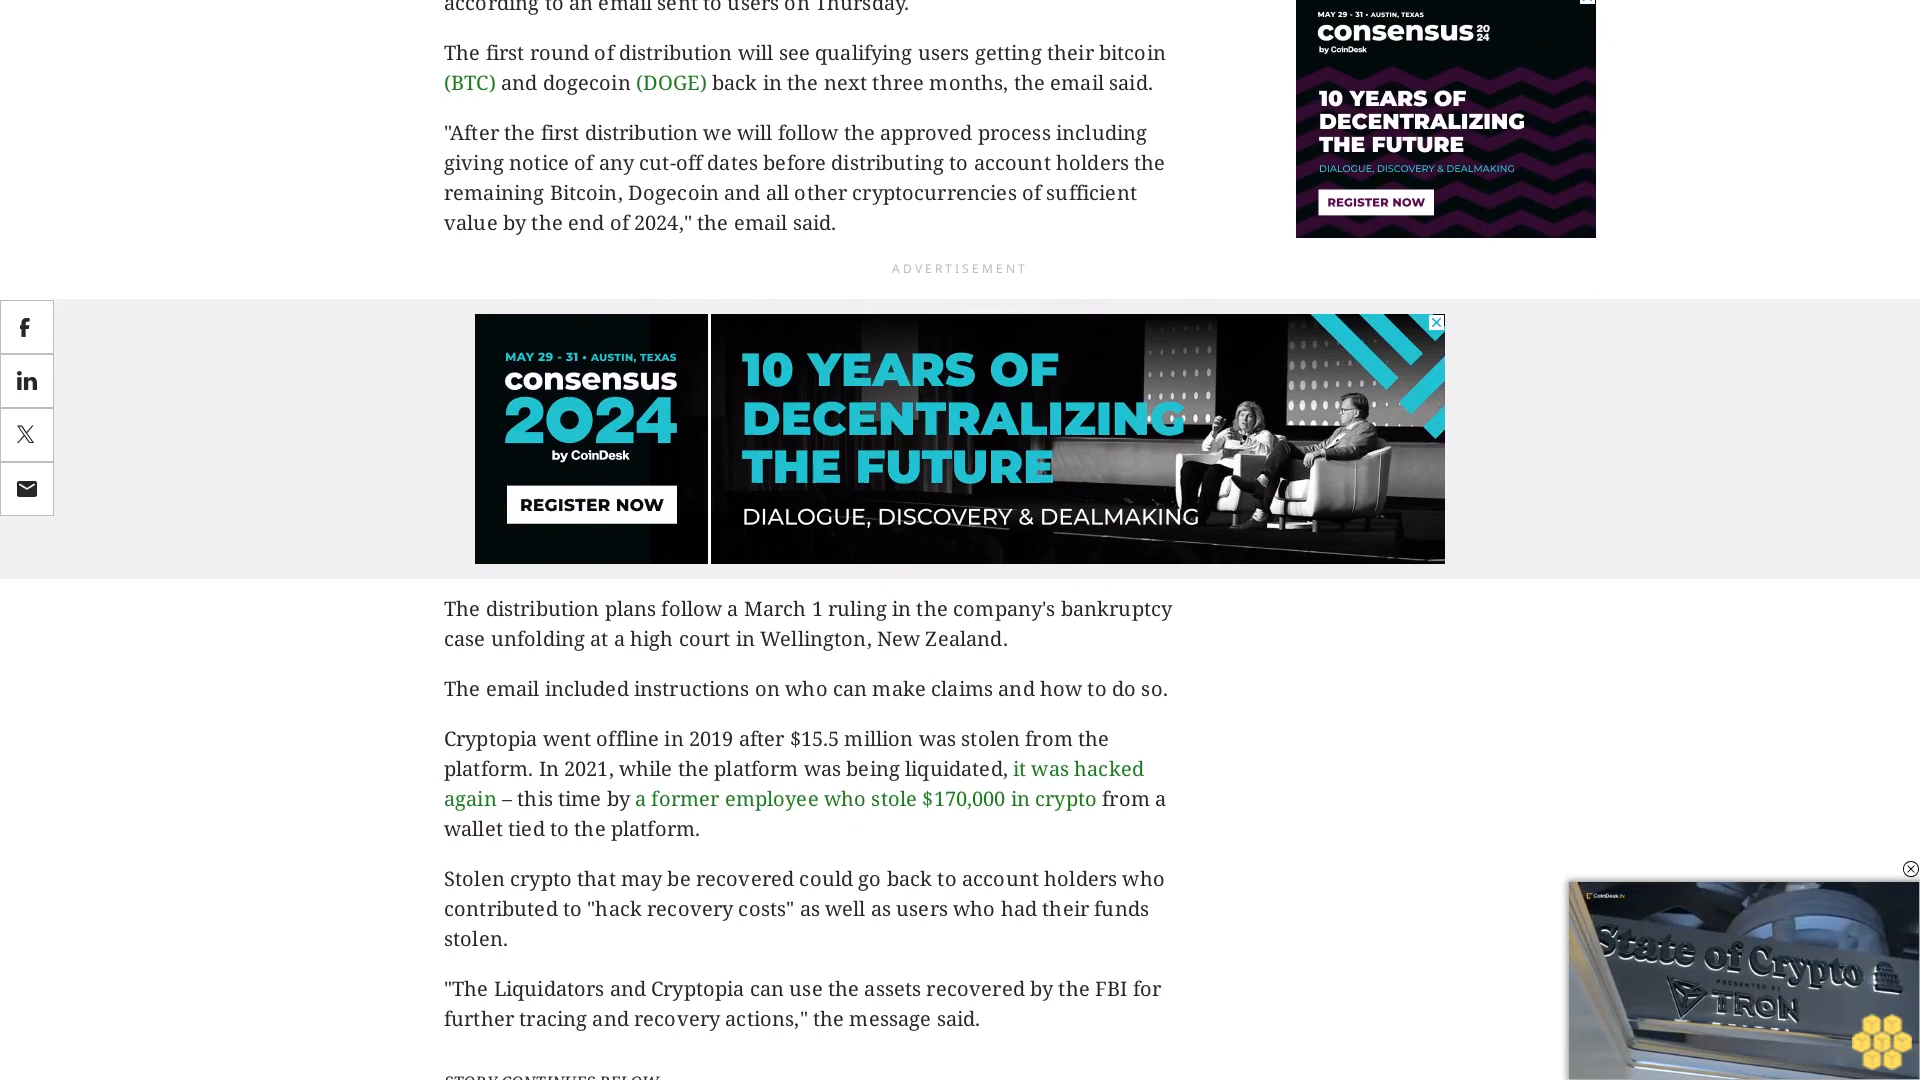 according to an email sent to users on Thursday.
The first round of distribution will see qualifying users getting their bitcoin
(BTC) and dogecoin (DOGE) back in the next three months, the email said.
"After the first distribution we will follow the approved process including
giving notice of any cut-off dates before distributing to account holders the
remaining Bitcoin, Dogecoin and all other cryptocurrencies of sufficient
value by the end of 2024," the email said.
MAY 29 - 31 • AUSTIN, TEXAS
consensus 20
24
by CoinDesk
10 YEARS OF
DECENTRALIZING
THE FUTURE
DIALOGUE, DISCOVERY & DEALMAKING
REGISTER NOW
ADVERTISEMENT
MAY 29 - 31 • AUSTIN, TEXAS
consensus
2024
by CoinDesk
REGISTER NOW
10 YEARS OF
DECENTRALIZING
THE FUTURE
DIALOGUE, DISCOVERY & DEALMAKING
The distribution plans follow a March 1 ruling in the company's bankruptcy
case unfolding at a high court in Wellington, New Zealand.
The email included instructions on who can make claims and how to do so.
Cryptopia went offline in 2019 after $15.5 million was stolen from the
platform. In 2021, while the platform was being liquidated, it was hacked
again – this time by a former employee who stole $170,000 in crypto from a
wallet tied to the platform.
Stolen crypto that may be recovered could go back to account holders who
contributed to "hack recovery costs" as well as users who had their funds
stolen.
"The Liquidators and Cryptopia can use the assets recovered by the FBI for
further tracing and recovery actions," the message said.
STORY CONTINUES BELOW
CoinDesk.tv
State of Crypto
PRESENTED BY
TRON